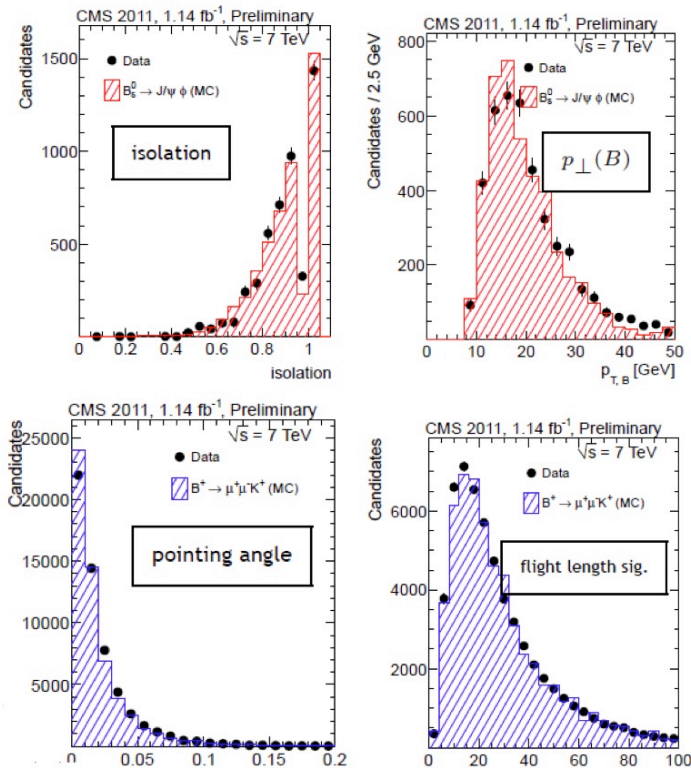 CMS 2011, 1.14 fb⁻¹, Preliminary
√s = 7 TeV
Candidates
1500
1000
500
Data
B⁰ₛ → J/ψ ϕ (MC)
isolation
0 0.2 0.4 0.6 0.8 1
isolation
CMS 2011, 1.14 fb⁻¹, Preliminary
√s = 7 TeV
Candidates / 2.5 GeV
800
600
400
200
Data
B⁰ₛ → J/ψ ϕ (MC)
p⊥(B)
0 10 20 30 40 50
p T, B [GeV]
CMS 2011, 1.14 fb⁻¹, Preliminary
√s = 7 TeV
Candidates
25000
20000
15000
10000
5000
Data
B⁺ → μ⁺μ⁻K⁺ (MC)
pointing angle
0 0.05 0.1 0.15 0.2
CMS 2011, 1.14 fb⁻¹, Preliminary
√s = 7 TeV
Candidates
6000
4000
2000
Data
B⁺ → μ⁺μ⁻K⁺ (MC)
flight length sig.
0 20 40 60 80 100